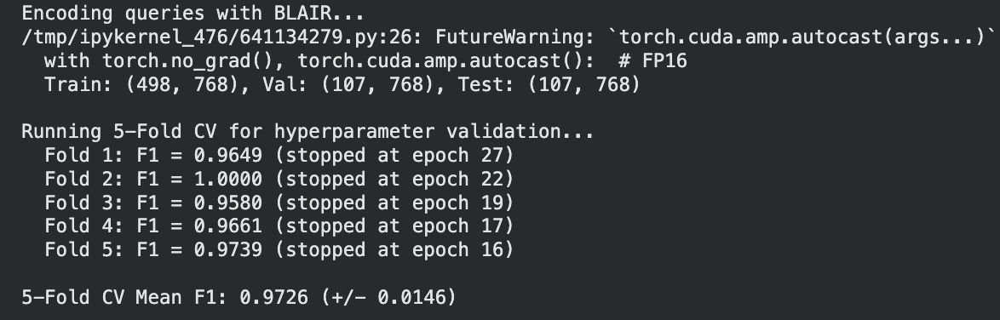 Encoding queries with BLAIR...
/tmp/ipykernel_476/641134279.py:26: FutureWarning: `torch.cuda.amp.autocast(args...)`
with torch.no_grad(), torch.cuda.amp.autocast():  # FP16
Train: (498, 768), Val: (107, 768), Test: (107, 768)
Running 5-Fold CV for hyperparameter validation...
Fold 1: F1 = 0.9649 (stopped at epoch 27)
Fold 2: F1 = 1.0000 (stopped at epoch 22)
Fold 3: F1 = 0.9580 (stopped at epoch 19)
Fold 4: F1 = 0.9661 (stopped at epoch 17)
Fold 5: F1 = 0.9739 (stopped at epoch 16)
5-Fold CV Mean F1: 0.9726 (+/- 0.0146)